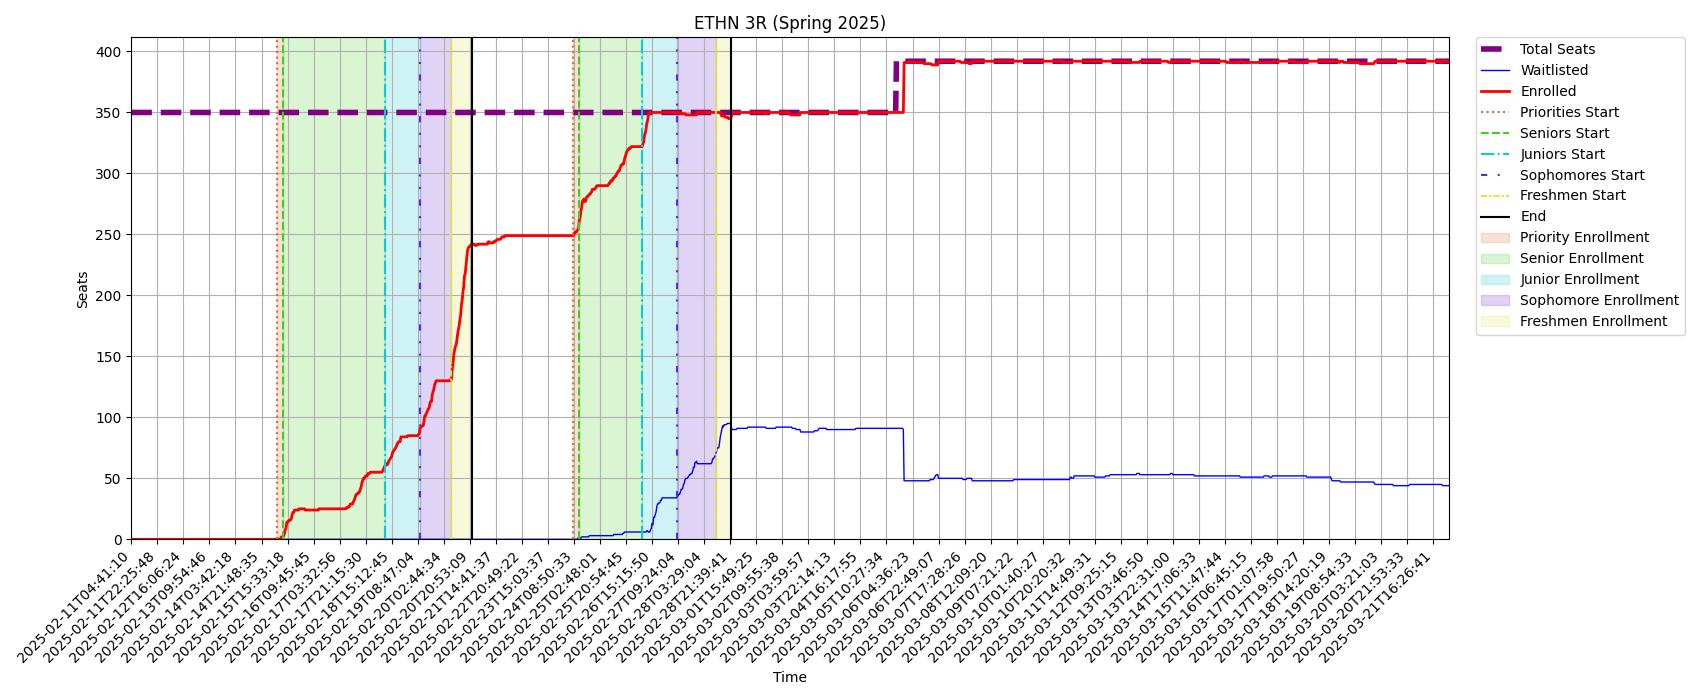 ETHN 3R (Spring 2025)
Seats
400
350
300
250
200
150
100
50
0
2025-02-11T04:41:10
2025-02-11T22:25:48
2025-02-12T16:06:24
2025-02-13T09:54:46
2025-02-14T03:42:18
2025-02-14T21:48:35
2025-02-15T15:33:18
2025-02-16T09:45:45
2025-02-17T03:32:56
2025-02-17T21:15:30
2025-02-18T15:12:45
2025-02-19T08:47:04
2025-02-20T02:44:34
2025-02-20T20:53:09
2025-02-21T14:41:37
2025-02-22T20:49:22
2025-02-23T15:03:37
2025-02-24T08:50:33
2025-02-25T02:48:01
2025-02-25T20:54:45
2025-02-26T15:15:50
2025-02-27T09:24:04
2025-02-28T03:29:04
2025-02-28T21:39:41
2025-03-01T15:49:25
2025-03-02T09:55:38
2025-03-03T03:59:57
2025-03-03T22:14:13
2025-03-04T16:17:55
2025-03-05T10:27:34
2025-03-06T04:36:23
2025-03-06T22:49:07
2025-03-07T17:28:26
2025-03-08T12:09:20
2025-03-09T07:21:22
2025-03-10T01:40:27
2025-03-10T20:20:32
2025-03-11T14:49:31
2025-03-12T09:25:15
2025-03-13T03:46:50
2025-03-13T22:31:00
2025-03-14T17:06:33
2025-03-15T11:47:44
2025-03-16T06:45:15
2025-03-17T01:07:58
2025-03-17T19:50:27
2025-03-18T14:20:19
2025-03-19T08:54:33
2025-03-20T03:21:03
2025-03-20T21:53:33
2025-03-21T16:26:41
Time
Total Seats
Waitlisted
Enrolled
Priorities Start
Seniors Start
Juniors Start
Sophomores Start
Freshmen Start
End
Priority Enrollment
Senior Enrollment
Junior Enrollment
Sophomore Enrollment
Freshmen Enrollment